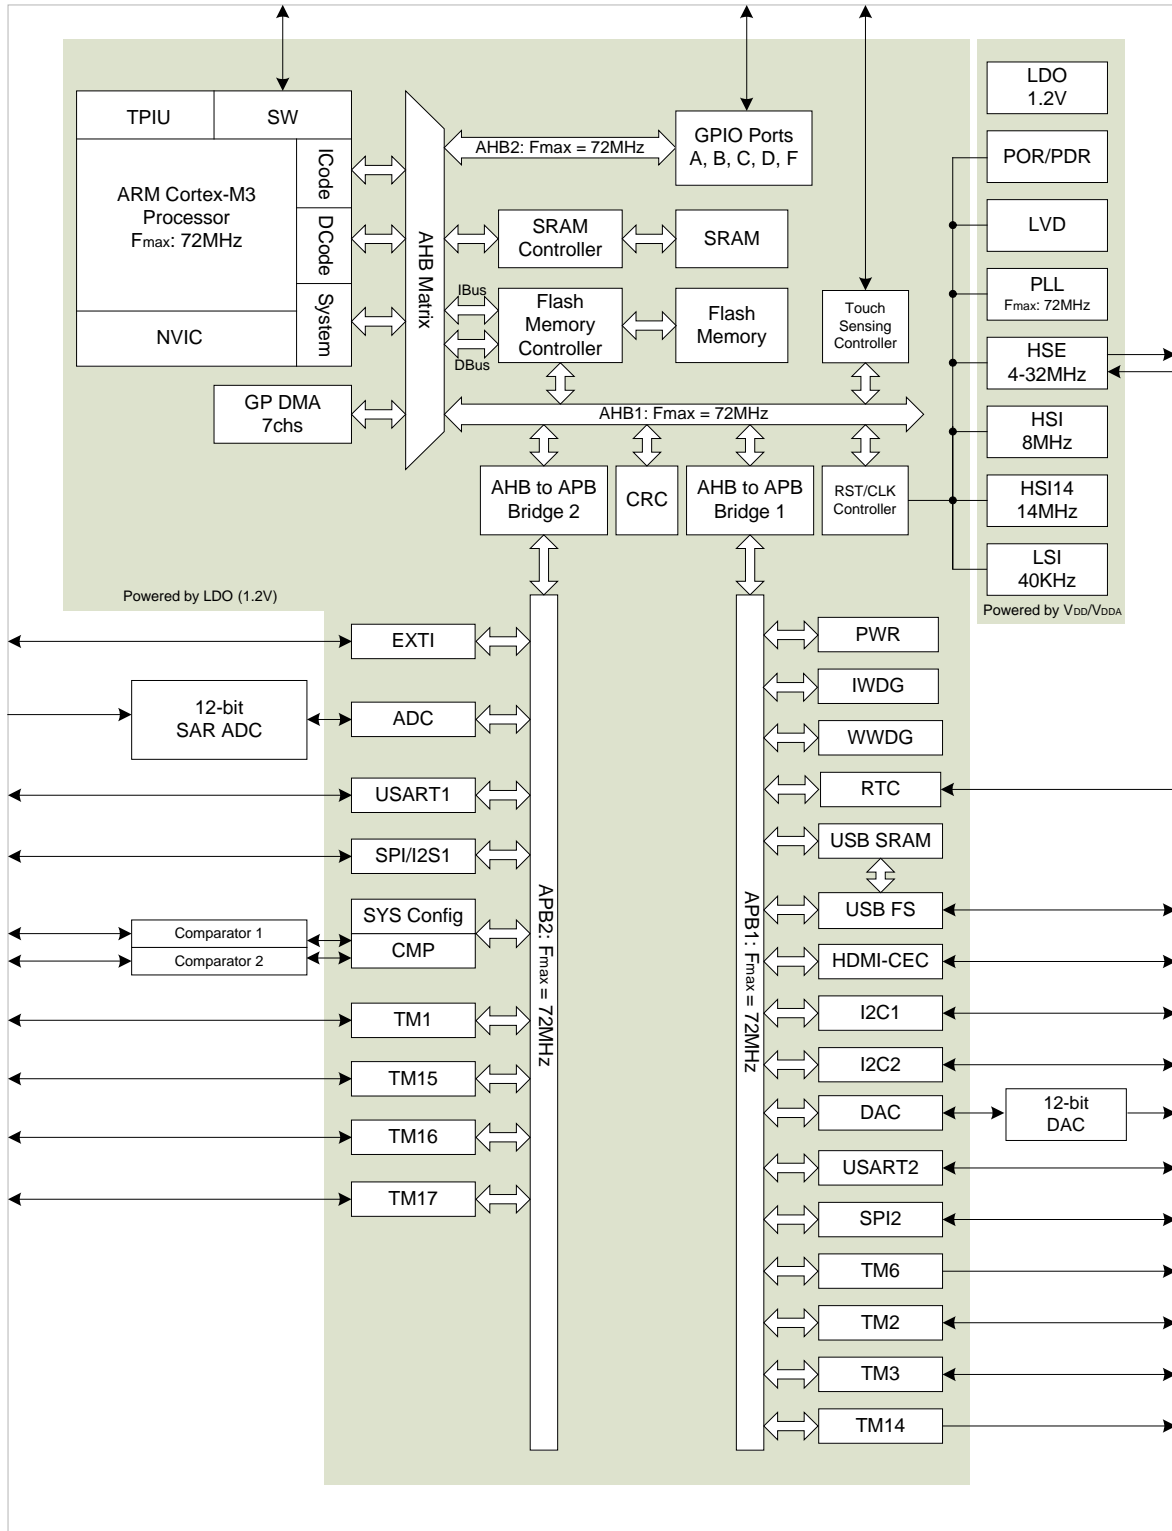 TPIU
SW
ARM Cortex-M3
Processor
Fmax: 72MHz
ICode
DCode
System
NVIC
GP DMA
7chs
AHB Matrix
AHB2: Fmax = 72MHz
GPIO Ports
A, B, C, D, F
SRAM
Controller
SRAM
IBus
DBus
Flash
Memory
Controller
Flash
Memory
Touch
Sensing
Controller
AHB1: Fmax = 72MHz
AHB to APB
Bridge 2
CRC
AHB to APB
Bridge 1
RST/CLK
Controller
LDO
1.2V
POR/PDR
LVD
PLL
Fmax: 72MHz
HSE
4-32MHz
HSI
8MHz
HSI14
14MHz
LSI
40KHz
Powered by VDD/VDDA
Powered by LDO (1.2V)
EXTI
12-bit
SAR ADC
ADC
USART1
SPI/I2S1
SYS Config
CMP
Comparator 1
Comparator 2
TM1
TM15
TM16
TM17
APB2: Fmax = 72MHz
APB1: Fmax = 72MHz
PWR
IWDG
WWDG
RTC
USB SRAM
USB FS
HDMI-CEC
I2C1
I2C2
DAC
12-bit
DAC
USART2
SPI2
TM6
TM2
TM3
TM14